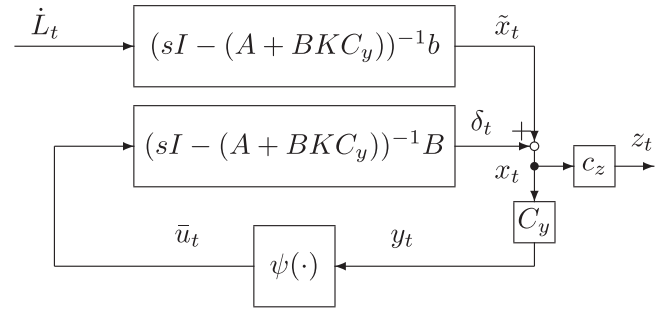 L̇_t
(sI − (A + BKC_y))^{−1}b
x̃_t
(sI − (A + BKC_y))^{−1}B
δ_t
+
x_t
c_z
z_t
C_y
ū_t
ψ(·)
y_t